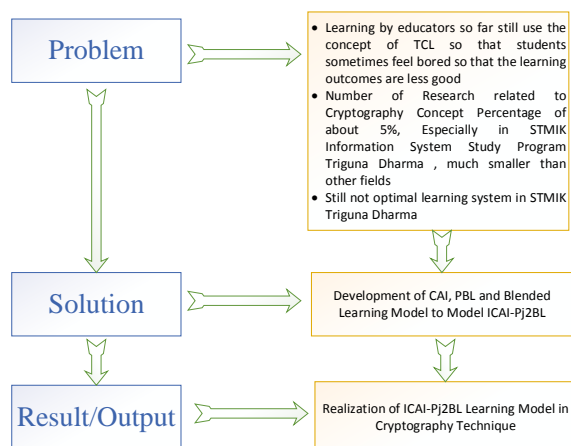 Problem
• Learning by educators so far still use the
concept of TCL so that students
sometimes feel bored so that the learning
outcomes are less good
• Number of Research related to
Cryptography Concept Percentage of
about 5%, Especially in STMIK
Information System Study Program
Triguna Dharma , much smaller than
other fields
• Still not optimal learning system in STMIK
Triguna Dharma
Solution
Development of CAI, PBL and Blended
Learning Model to Model ICAI-Pj2BL
Result/Output
Realization of ICAI-Pj2BL Learning Model in
Cryptography Technique